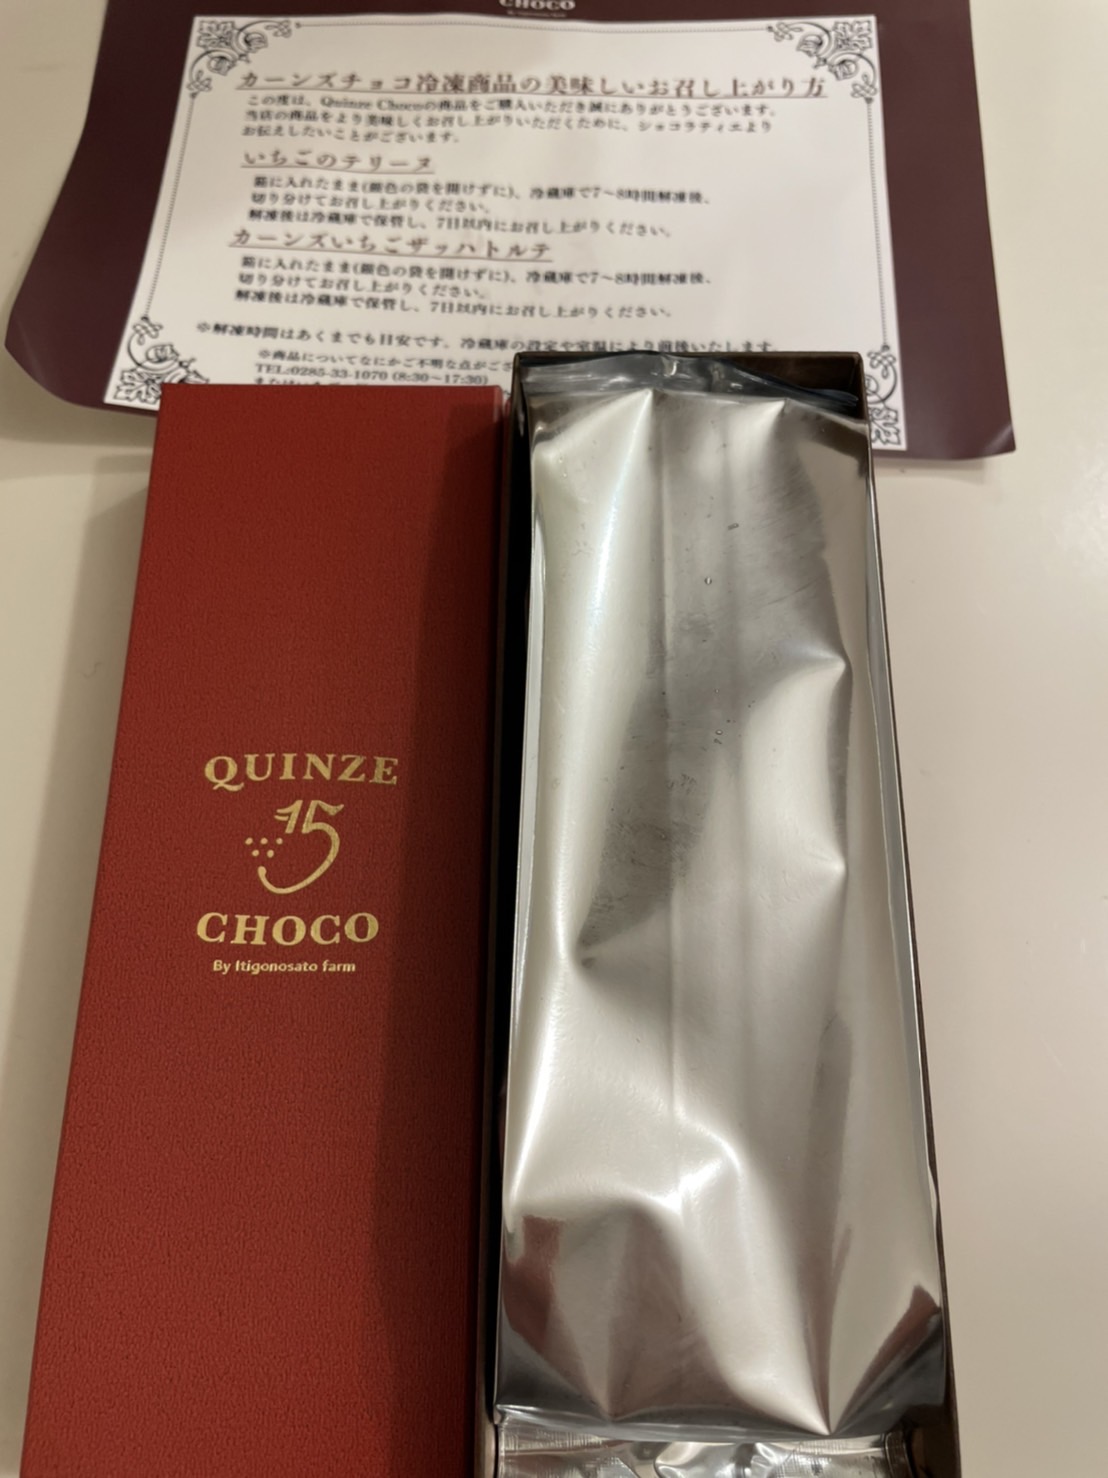 CHOCO
カーンズチョコ冷凍商品の美味しいお召し上がり方
この度は、Quinze Chocoの商品をご購入いただき誠にありがとうございます。
当店の商品をより美味しくお召し上がりいただくために、ショコラティエより
お伝えしたいことがございます。
いちごのテリーヌ
箱に入れたまま(銀色の袋を開けずに)、冷蔵庫で7～8時間解凍後、
切り分けてお召し上がりください。
解凍後は冷蔵庫で保管し、7日以内にお召し上がりください。
カーンズいちごザッハトルテ
箱に入れたまま(銀色の袋を開けずに)、冷蔵庫で7～8時間解凍後、
切り分けてお召し上がりください。
解凍後は冷蔵庫で保管し、7日以内にお召し上がりください。
※解凍時間はあくまでも目安です。冷蔵庫の設定や室温により前後いたします。
※商品についてなにかご不明な点がござ
TEL:0285-33-1070 (8:30～17:30)
QUINZE
15
CHOCO
By Itigonosato farm